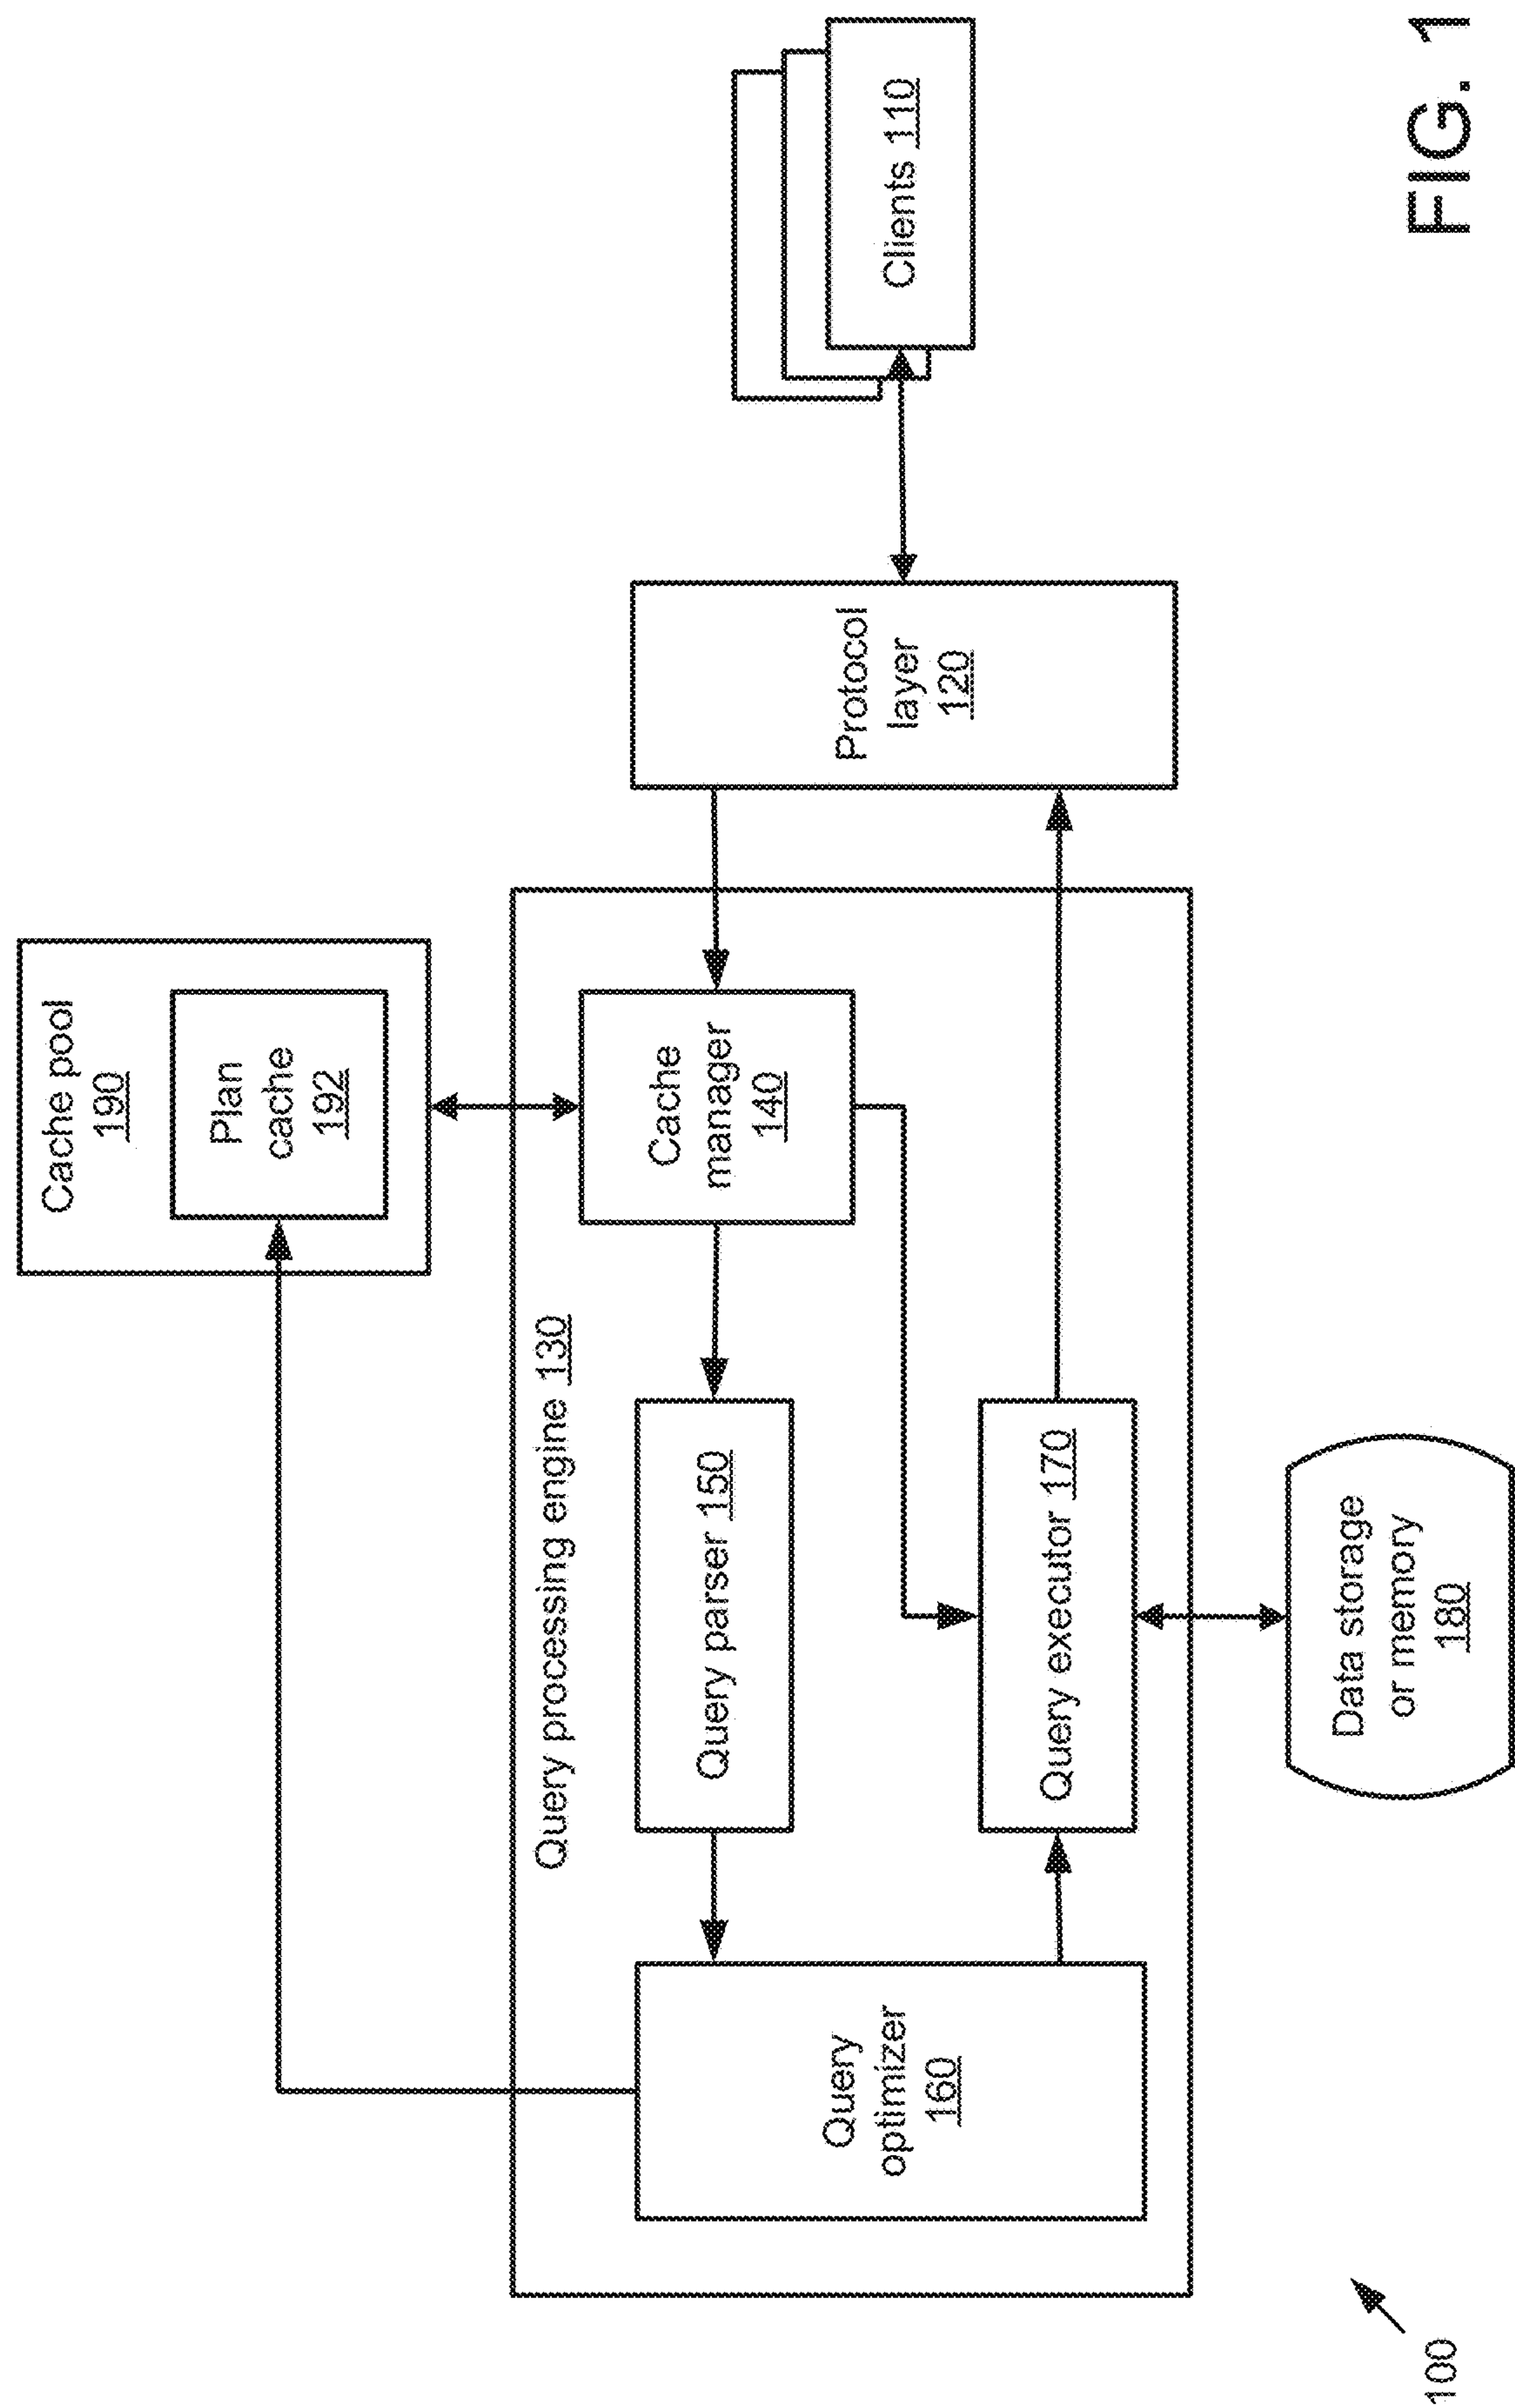 Cache pool
190
Plan
cache
192
Query processing engine 130
Query
optimizer
160
Query parser 150
Cache
manager
140
Protocol
layer
120
Clients 110
Query executor 170
Data storage
or memory
180
100
FIG. 1